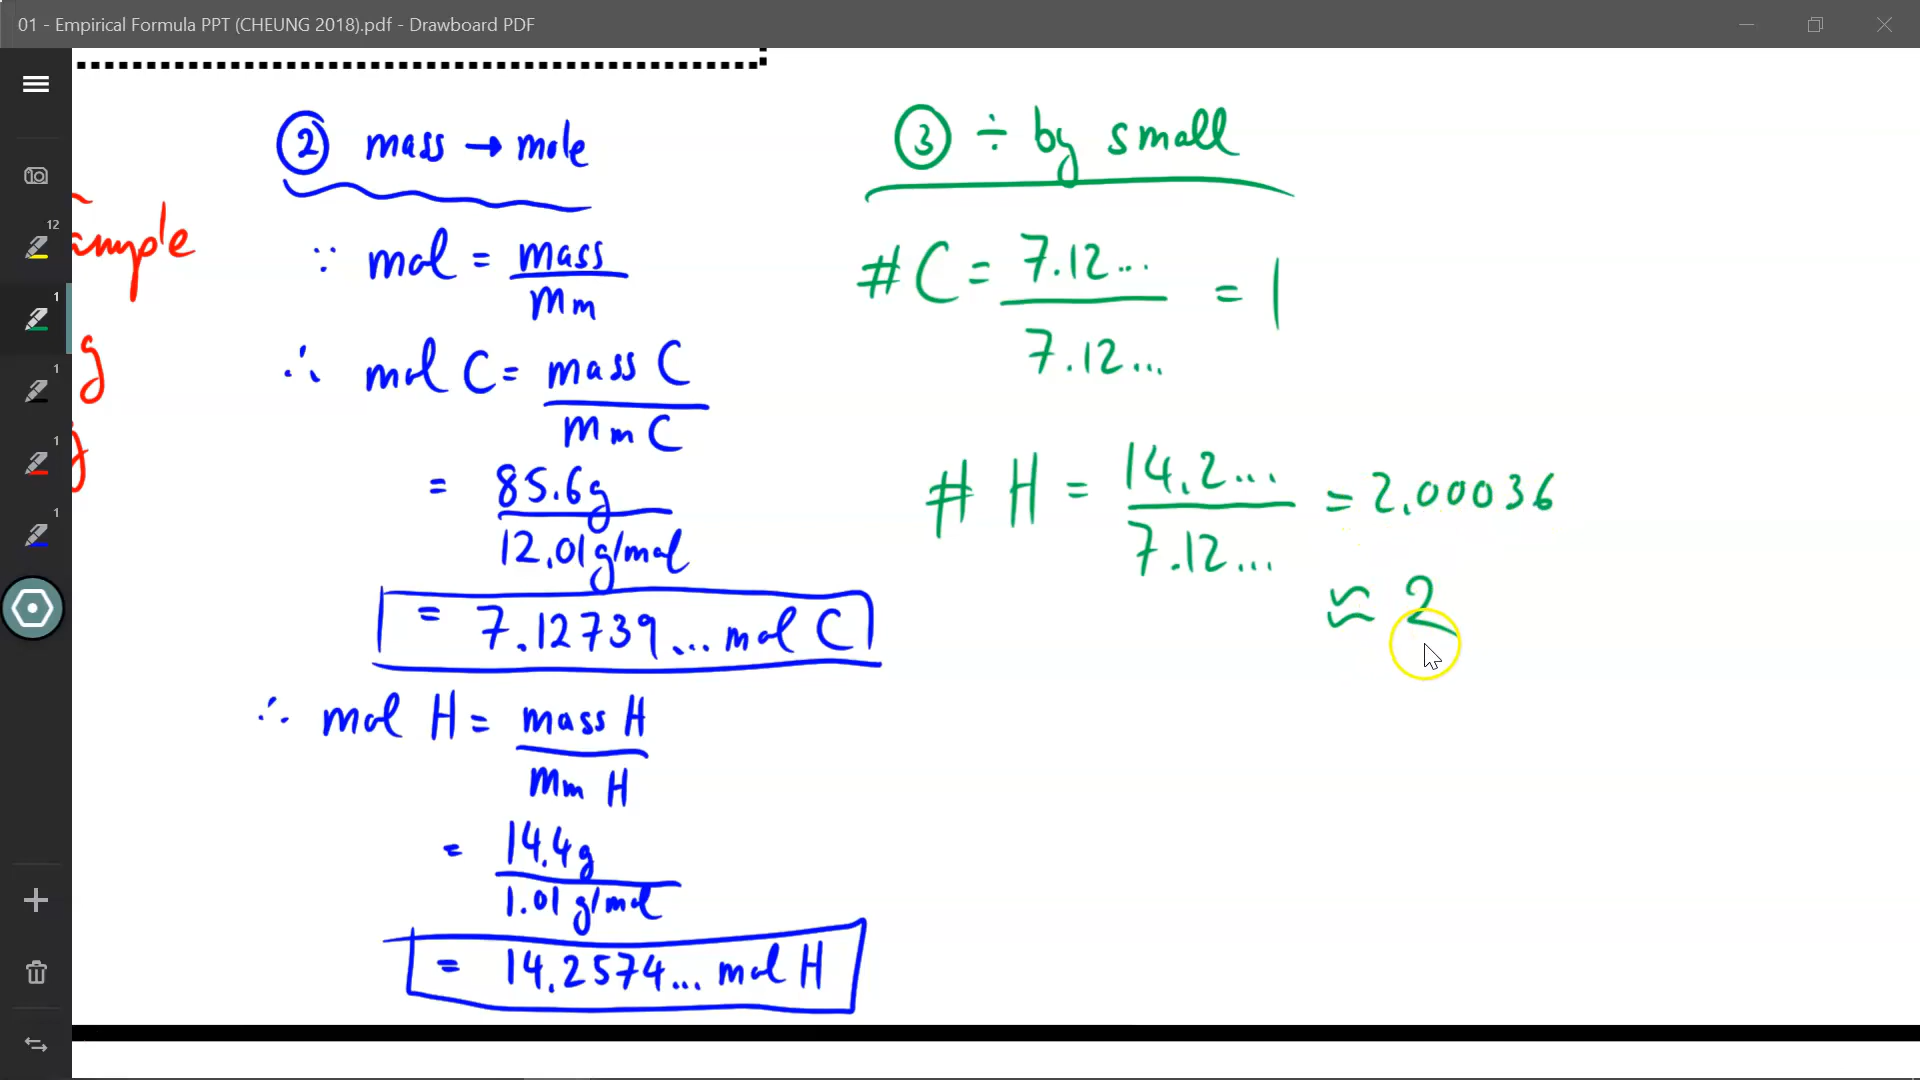 01 - Empirical Formula PPT (CHEUNG 2018).pdf - Drawboard PDF
12
1
1
1
1
ample
g
② mass → mole
∵ mol = mass / Mm
∴ mol C = mass C / Mm C
= 85.6g / 12.01 g/mol
= 7.12739... mol C
∴ mol H = mass H / Mm H
= 14.4g / 1.01 g/mol
= 14.2574... mol H
③ ÷ by small
# C = 7.12... / 7.12... = 1
# H = 14.2... / 7.12... = 2.00036
≈ 2